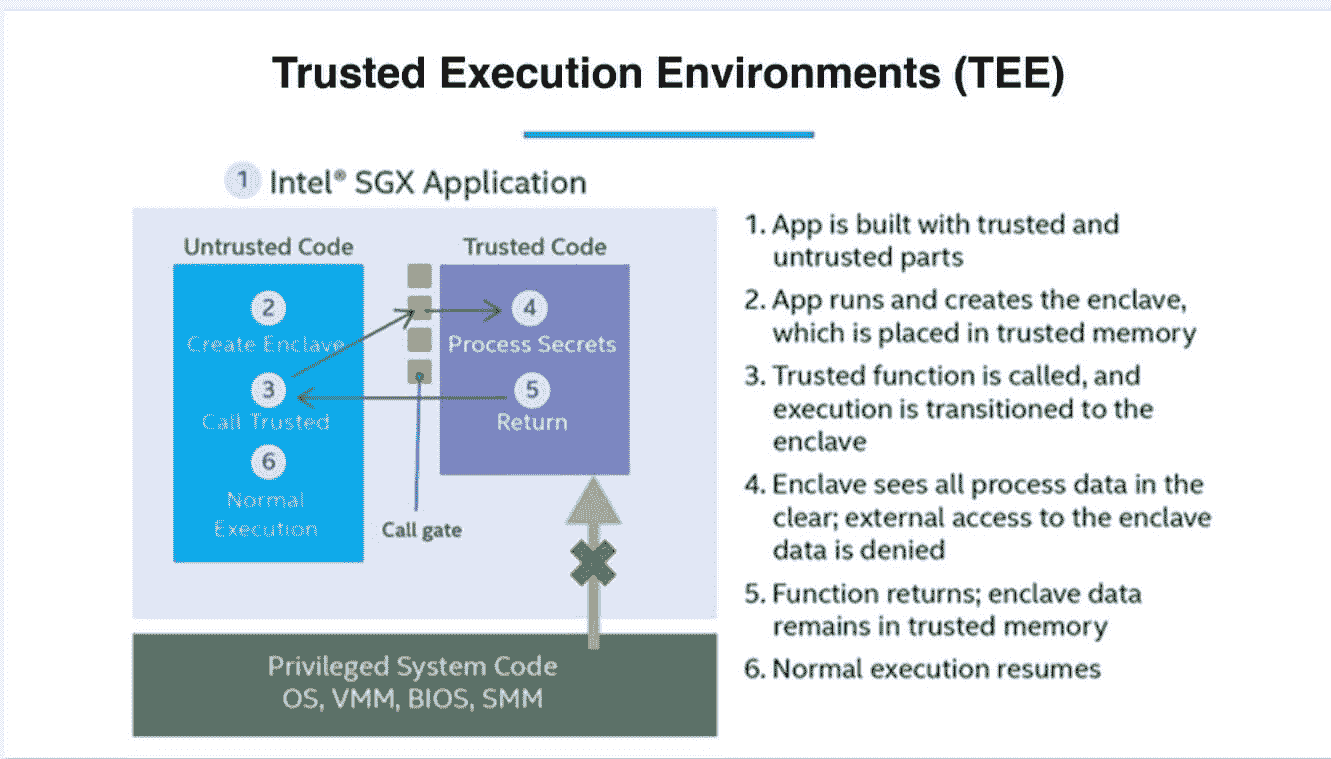 Trusted Execution Environments (TEE)
1 Intel® SGX Application
Untrusted Code
2
Create Enclave
3
Call Trusted
6
Normal
Execution
Call gate
Trusted Code
4
Process Secrets
5
Return
Privileged System Code
OS, VMM, BIOS, SMM
1. App is built with trusted and
untrusted parts
2. App runs and creates the enclave,
which is placed in trusted memory
3. Trusted function is called, and
execution is transitioned to the
enclave
4. Enclave sees all process data in the
clear; external access to the enclave
data is denied
5. Function returns; enclave data
remains in trusted memory
6. Normal execution resumes